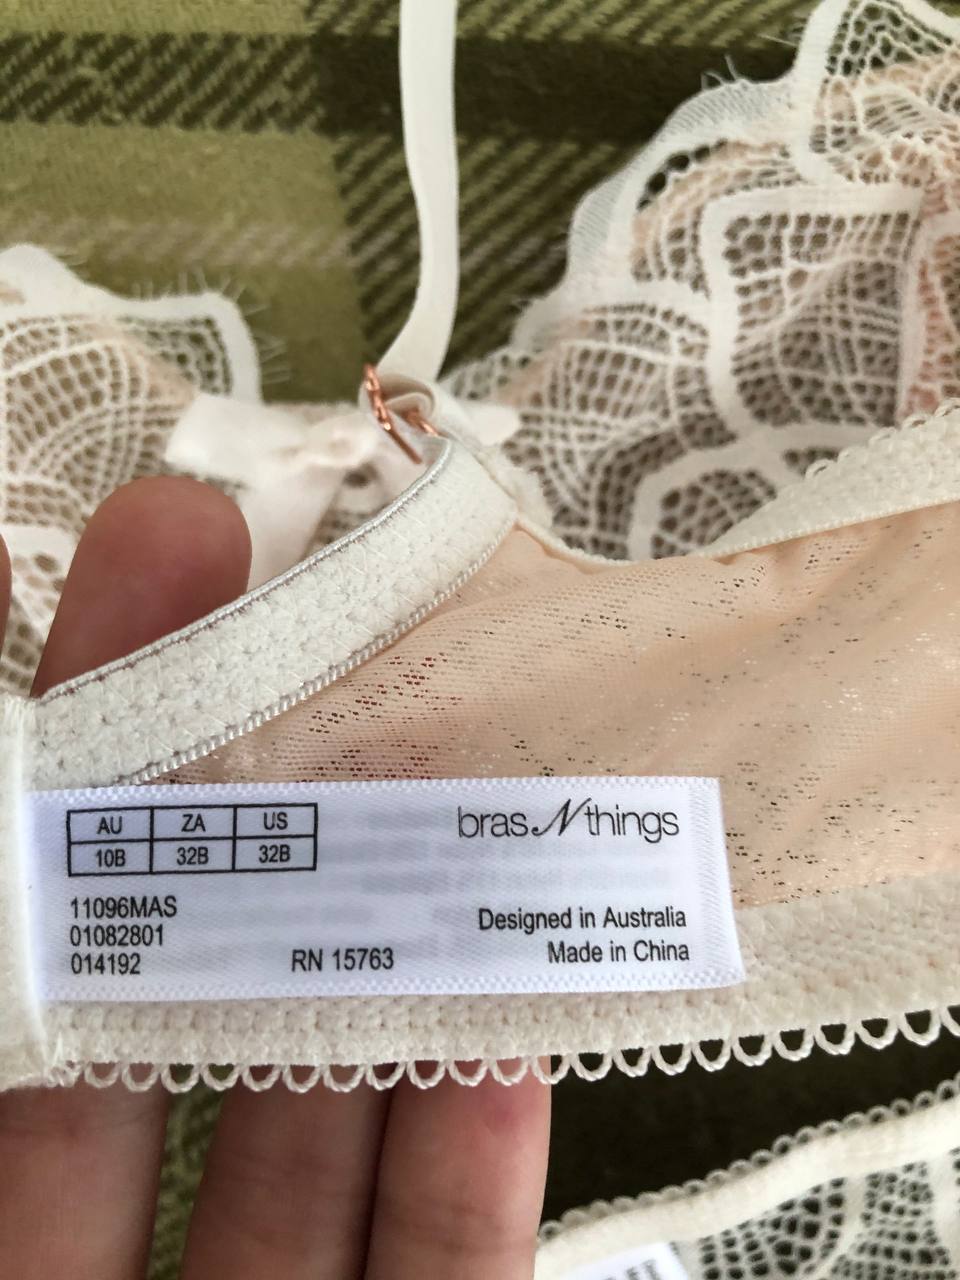 AU ZA US
10B 32B 32B
bras N things
11096MAS
01082801
014192
RN 15763
Designed in Australia
Made in China